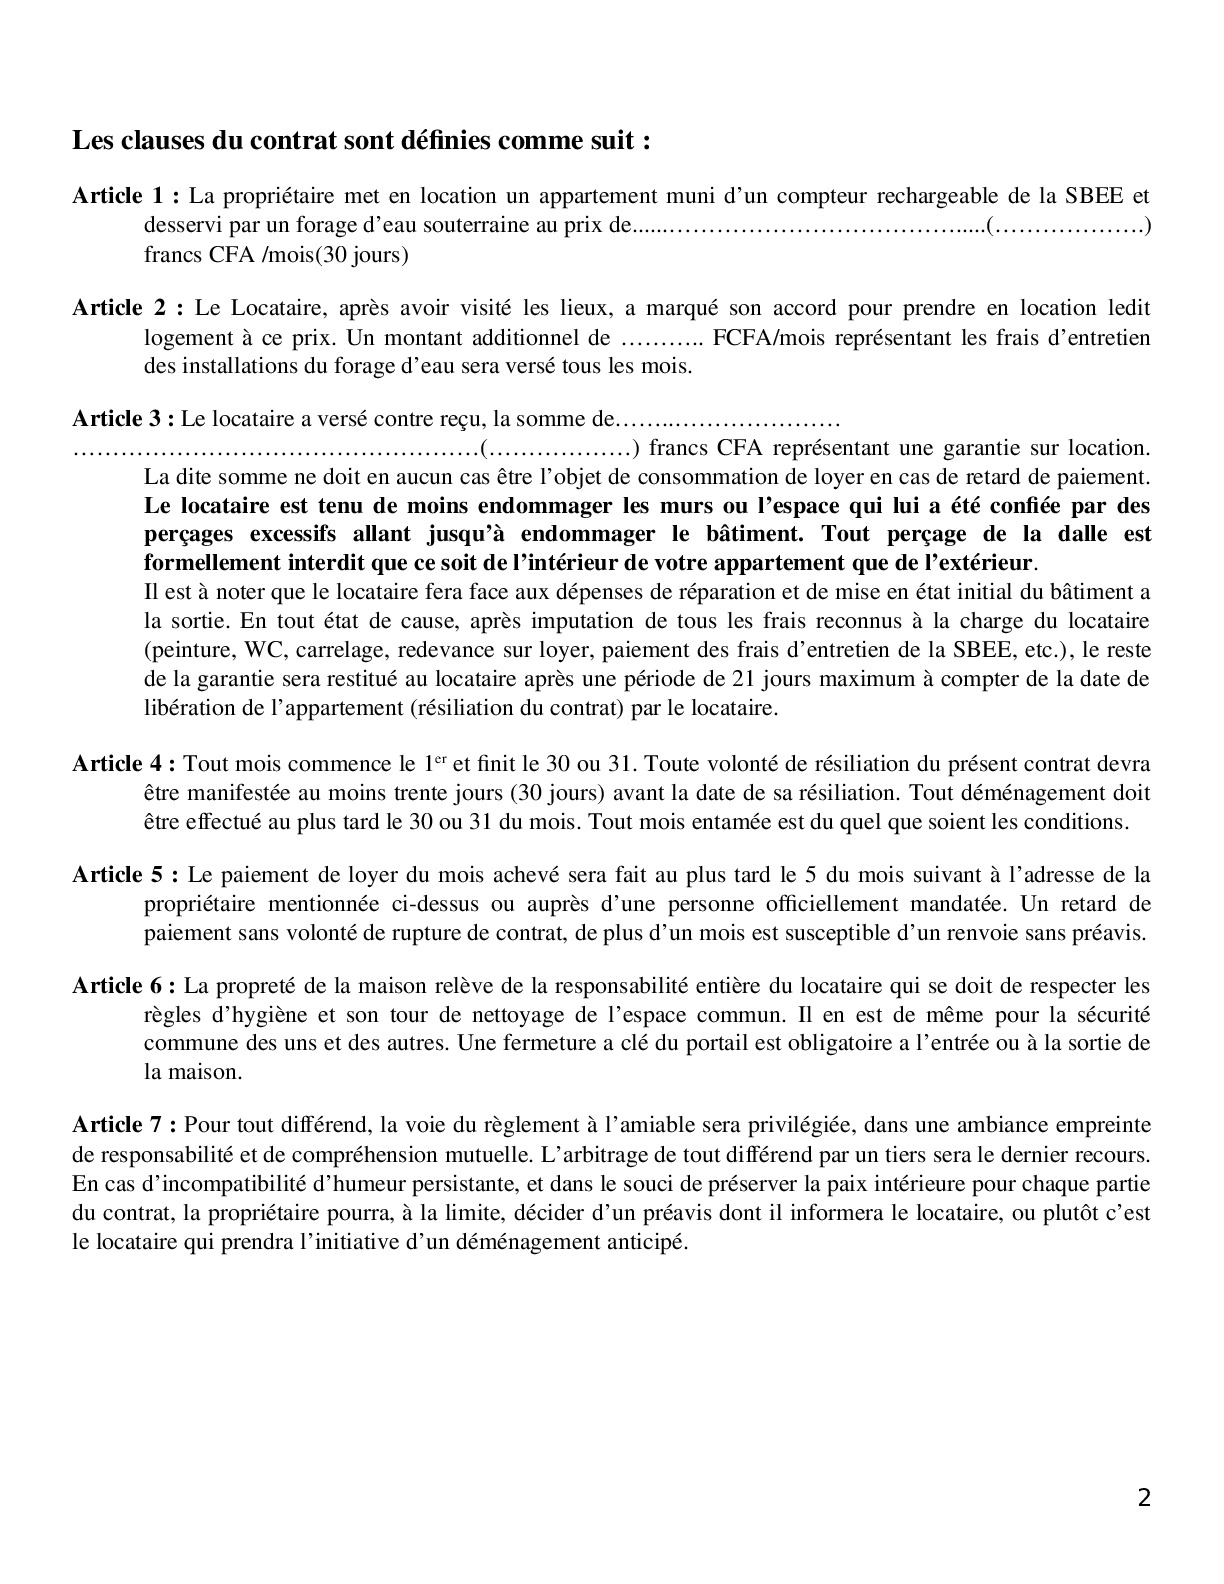 Les clauses du contrat sont définies comme suit :
Article 1 : La propriétaire met en location un appartement muni d’un compteur rechargeable de la SBEE et
desservi par un forage d’eau souterraine au prix de......……………………………….....(……………….)
francs CFA /mois(30 jours)
Article 2 : Le Locataire, après avoir visité les lieux, a marqué son accord pour prendre en location ledit
logement à ce prix. Un montant additionnel de ……….. FCFA/mois représentant les frais d’entretien
des installations du forage d’eau sera versé tous les mois.
Article 3 : Le locataire a versé contre reçu, la somme de……..…………………
……………………………………………(………………) francs CFA représentant une garantie sur location.
La dite somme ne doit en aucun cas être l’objet de consommation de loyer en cas de retard de paiement.
Le locataire est tenu de moins endommager les murs ou l’espace qui lui a été confiée par des
perçages excessifs allant jusqu’à endommager le bâtiment. Tout perçage de la dalle est
formellement interdit que ce soit de l’intérieur de votre appartement que de l’extérieur.
Il est à noter que le locataire fera face aux dépenses de réparation et de mise en état initial du bâtiment a
la sortie. En tout état de cause, après imputation de tous les frais reconnus à la charge du locataire
(peinture, WC, carrelage, redevance sur loyer, paiement des frais d’entretien de la SBEE, etc.), le reste
de la garantie sera restitué au locataire après une période de 21 jours maximum à compter de la date de
libération de l’appartement (résiliation du contrat) par le locataire.
Article 4 : Tout mois commence le 1er et finit le 30 ou 31. Toute volonté de résiliation du présent contrat devra
être manifestée au moins trente jours (30 jours) avant la date de sa résiliation. Tout déménagement doit
être effectué au plus tard le 30 ou 31 du mois. Tout mois entamée est du quel que soient les conditions.
Article 5 : Le paiement de loyer du mois achevé sera fait au plus tard le 5 du mois suivant à l’adresse de la
propriétaire mentionnée ci-dessus ou auprès d’une personne officiellement mandatée. Un retard de
paiement sans volonté de rupture de contrat, de plus d’un mois est susceptible d’un renvoie sans préavis.
Article 6 : La propreté de la maison relève de la responsabilité entière du locataire qui se doit de respecter les
règles d’hygiène et son tour de nettoyage de l’espace commun. Il en est de même pour la sécurité
commune des uns et des autres. Une fermeture a clé du portail est obligatoire a l’entrée ou à la sortie de
la maison.
Article 7 : Pour tout différend, la voie du règlement à l’amiable sera privilégiée, dans une ambiance empreinte
de responsabilité et de compréhension mutuelle. L’arbitrage de tout différend par un tiers sera le dernier recours.
En cas d’incompatibilité d’humeur persistante, et dans le souci de préserver la paix intérieure pour chaque partie
du contrat, la propriétaire pourra, à la limite, décider d’un préavis dont il informera le locataire, ou plutôt c’est
le locataire qui prendra l’initiative d’un déménagement anticipé.
2